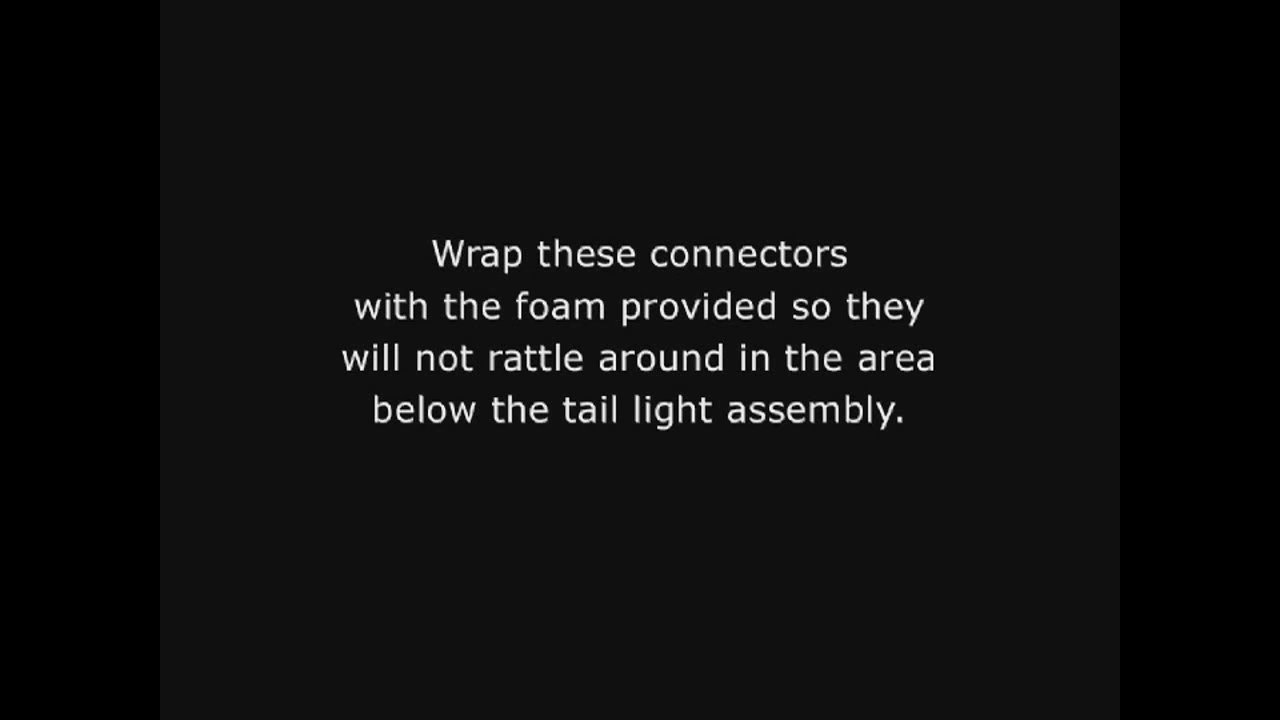 Wrap these connectors
with the foam provided so they
will not rattle around in the area
below the tail light assembly.